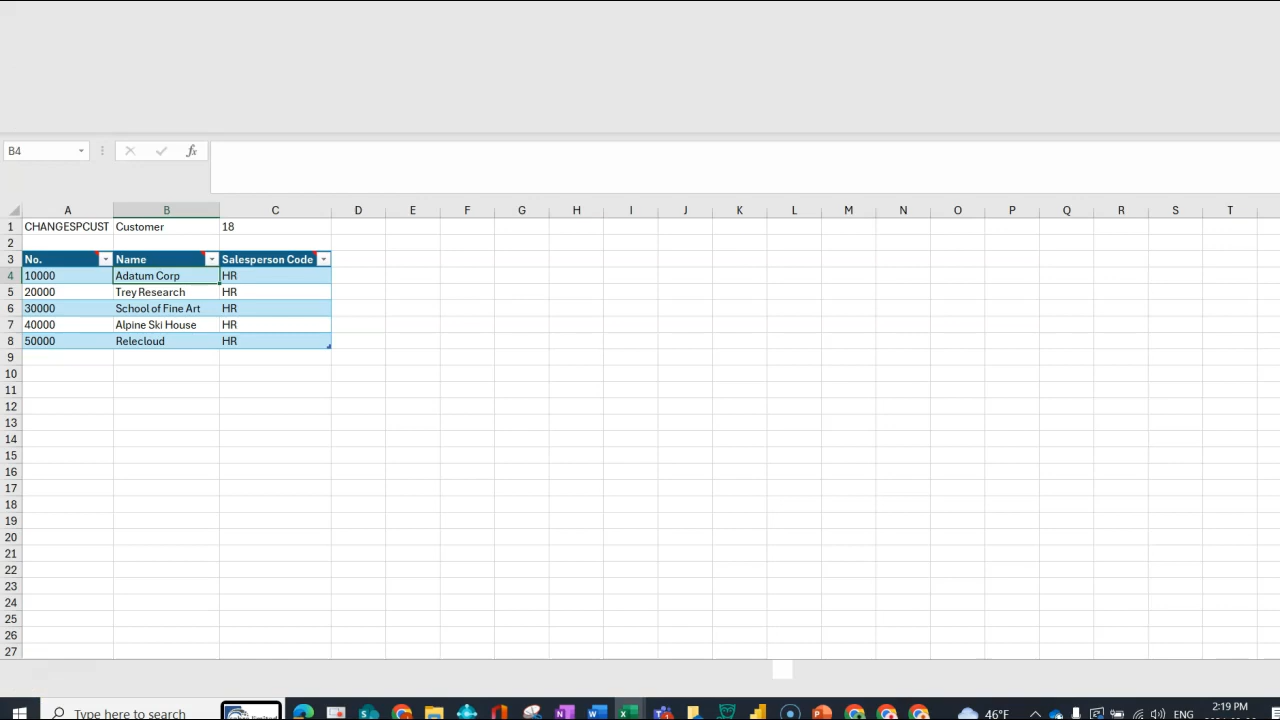 B4
fx
A B C D E F G H I J K L M N O P Q R S T
1 CHANGESPCUST Customer 18
2
3 No. Name Salesperson Code
4 10000 Adatum Corp HR
5 20000 Trey Research HR
6 30000 School of Fine Art HR
7 40000 Alpine Ski House HR
8 50000 Relecloud HR
9
10
11
12
13
14
15
16
17
18
19
20
21
22
23
24
25
26
27
Type here to search
46°F
ENG
2:19 PM